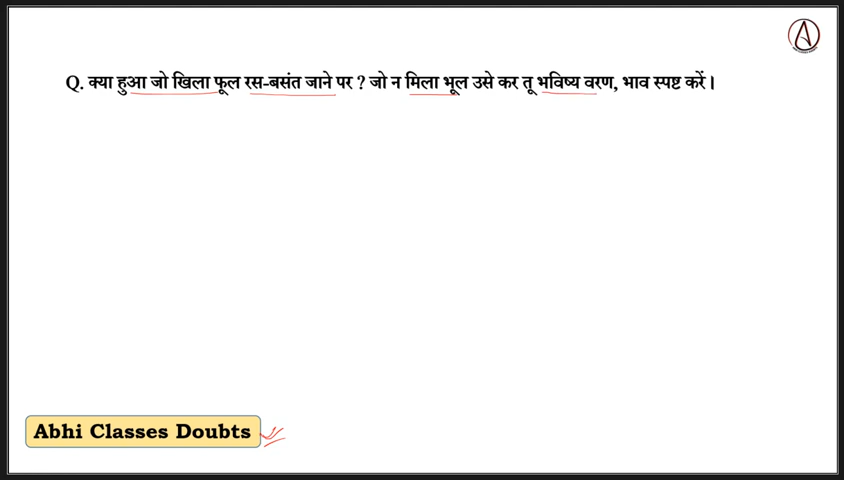 Q. क्या हुआ जो खिला फूल रस-बसंत जाने पर ? जो न मिला भूल उसे कर तू भविष्य वरण, भाव स्पष्ट करें।
Abhi Classes Doubts